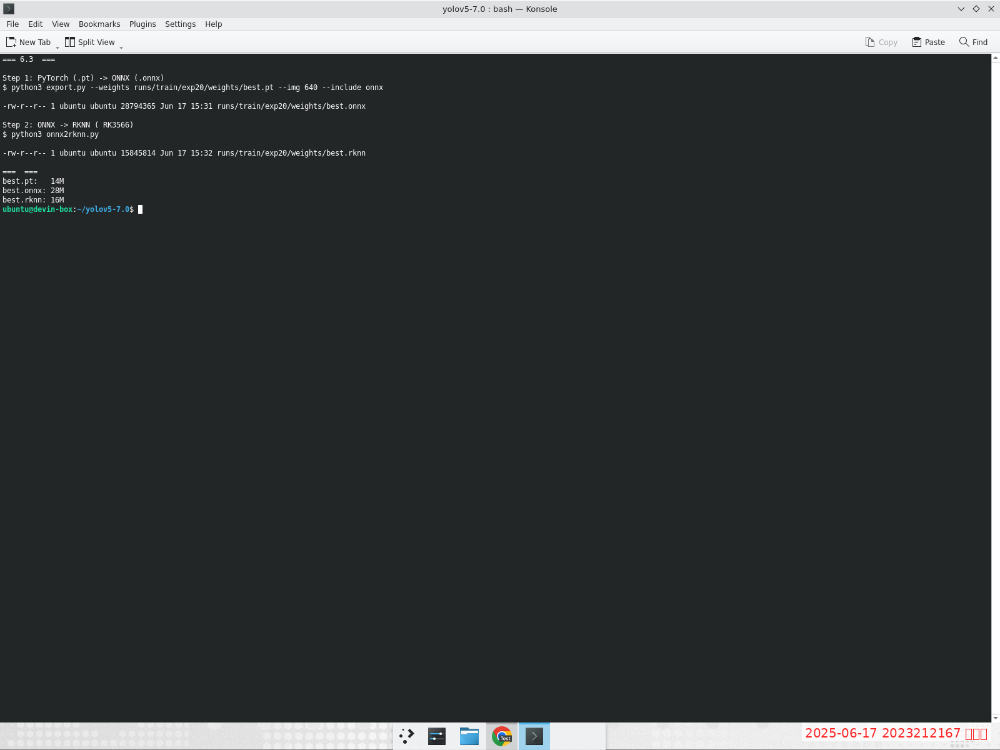 yolov5-7.0 : bash — Konsole
File Edit View Bookmarks Plugins Settings Help
New Tab Split View Copy Paste Find
=== 6.3  ===
Step 1: PyTorch (.pt) -> ONNX (.onnx)
$ python3 export.py --weights runs/train/exp20/weights/best.pt --img 640 --include onnx
-rw-r--r-- 1 ubuntu ubuntu 28794365 Jun 17 15:31 runs/train/exp20/weights/best.onnx
Step 2: ONNX -> RKNN ( RK3566)
$ python3 onnx2rknn.py
-rw-r--r-- 1 ubuntu ubuntu 15845814 Jun 17 15:32 runs/train/exp20/weights/best.rknn
===  ===
best.pt:   14M
best.onnx: 28M
best.rknn: 16M
ubuntu@devin-box:~/yolov5-7.0$
Test
2025-06-17 2023212167